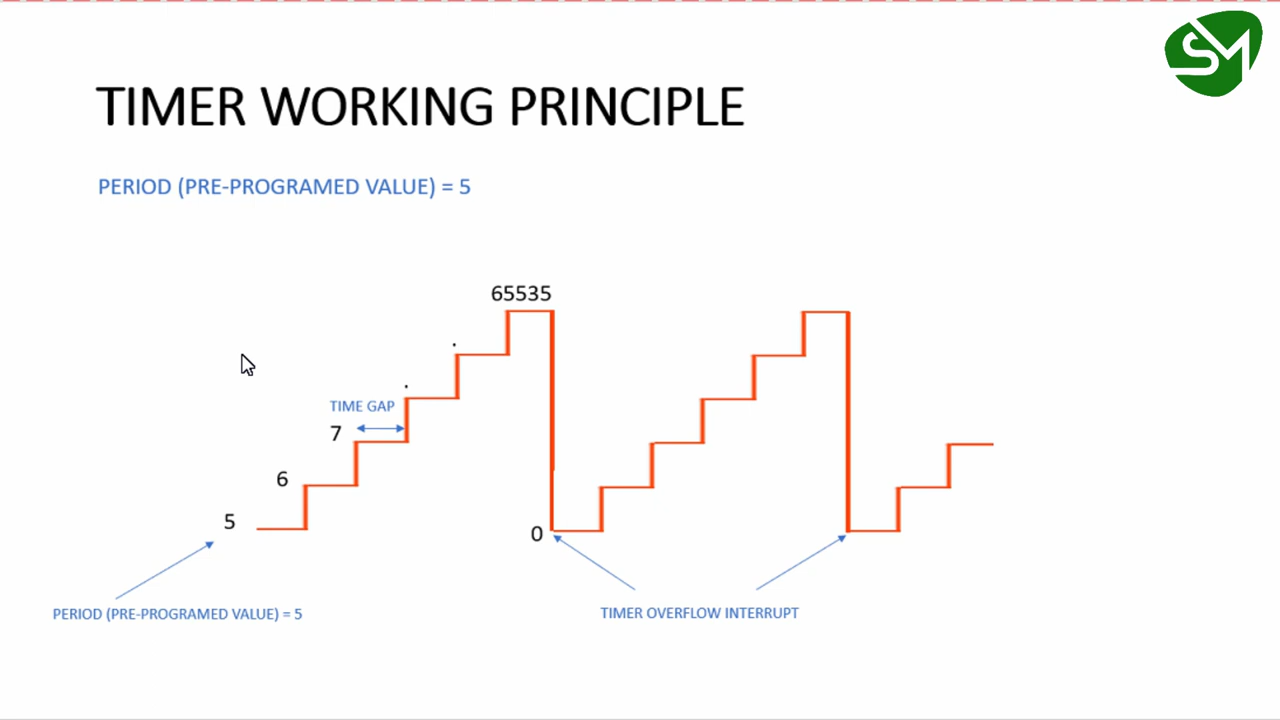 SM
TIMER WORKING PRINCIPLE
PERIOD (PRE-PROGRAMED VALUE) = 5
65535
TIME GAP
7
6
5
0
PERIOD (PRE-PROGRAMED VALUE) = 5
TIMER OVERFLOW INTERRUPT